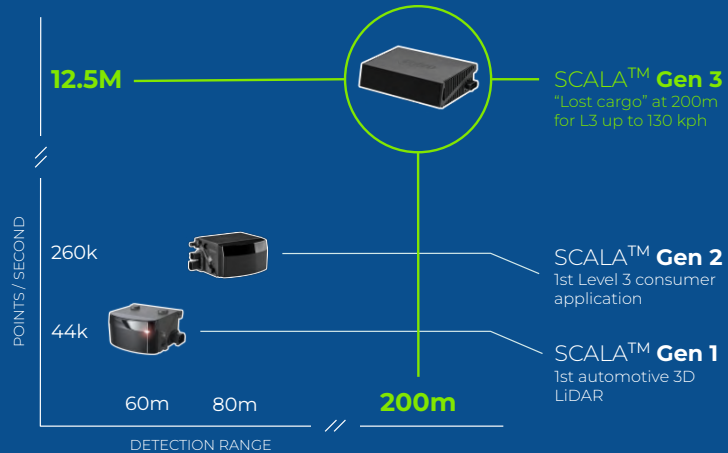 12.5M
SCALA™ Gen 3
“Lost cargo” at 200m
for L3 up to 130 kph
POINTS / SECOND
260k
SCALA™ Gen 2
1st Level 3 consumer
application
44k
SCALA™ Gen 1
1st automotive 3D
LiDAR
60m
80m
200m
DETECTION RANGE